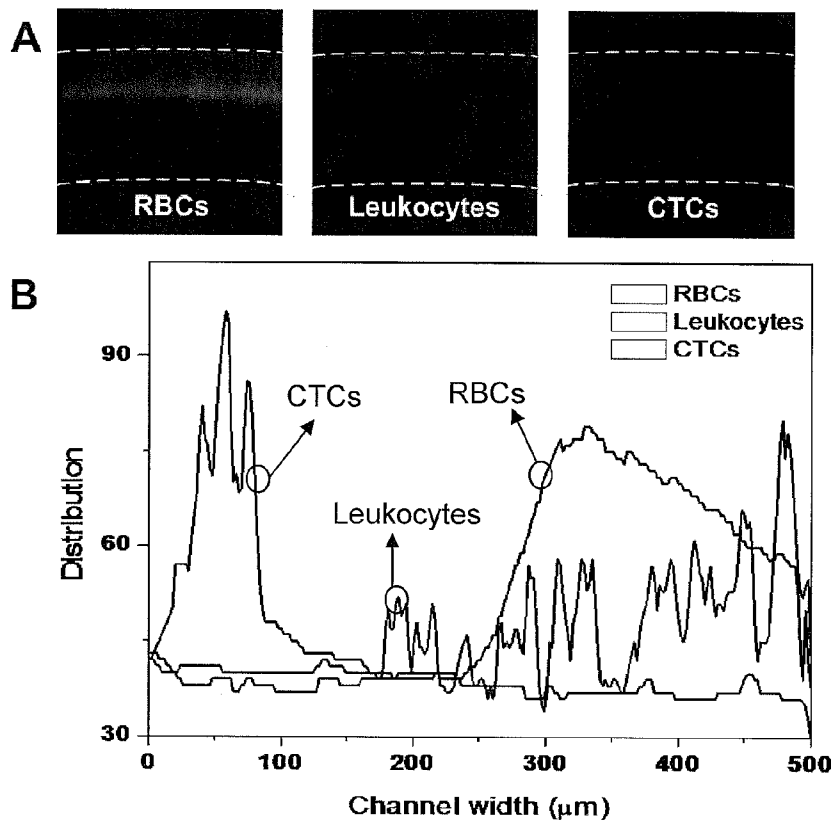 A
RBCs
Leukocytes
CTCs
B
RBCs
Leukocytes
CTCs
90
60
30
CTCs
RBCs
Leukocytes
Distribution
0 100 200 300 400 500
Channel width (μm)